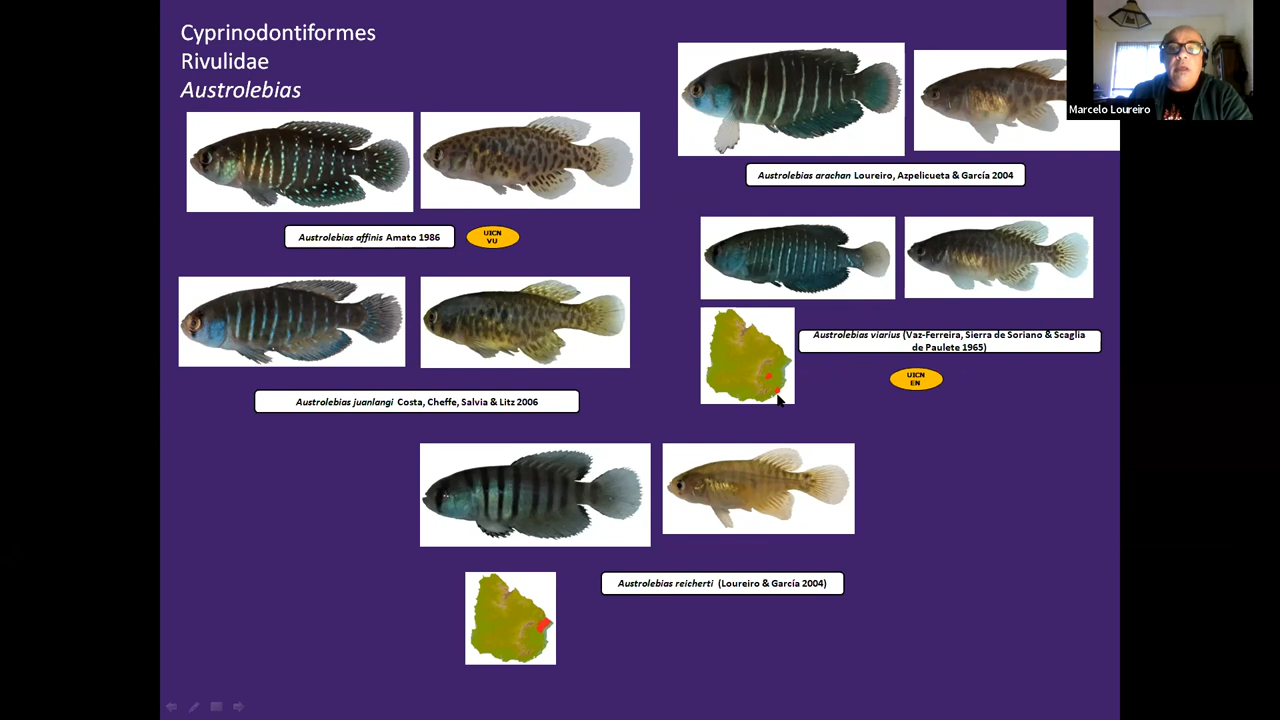 Cyprinodontiformes
Rivulidae
Austrolebias
Marcelo Loureiro
Austrolebias arachan Loureiro, Azpelicueta & García 2004
Austrolebias affinis Amato 1986
UICN
VU
Austrolebias viarius (Vaz-Ferreira, Sierra de Soriano & Scaglia
de Paulete 1965)
UICN
EN
Austrolebias juanlangi Costa, Cheffe, Salvia & Litz 2006
Austrolebias reicherti (Loureiro & García 2004)